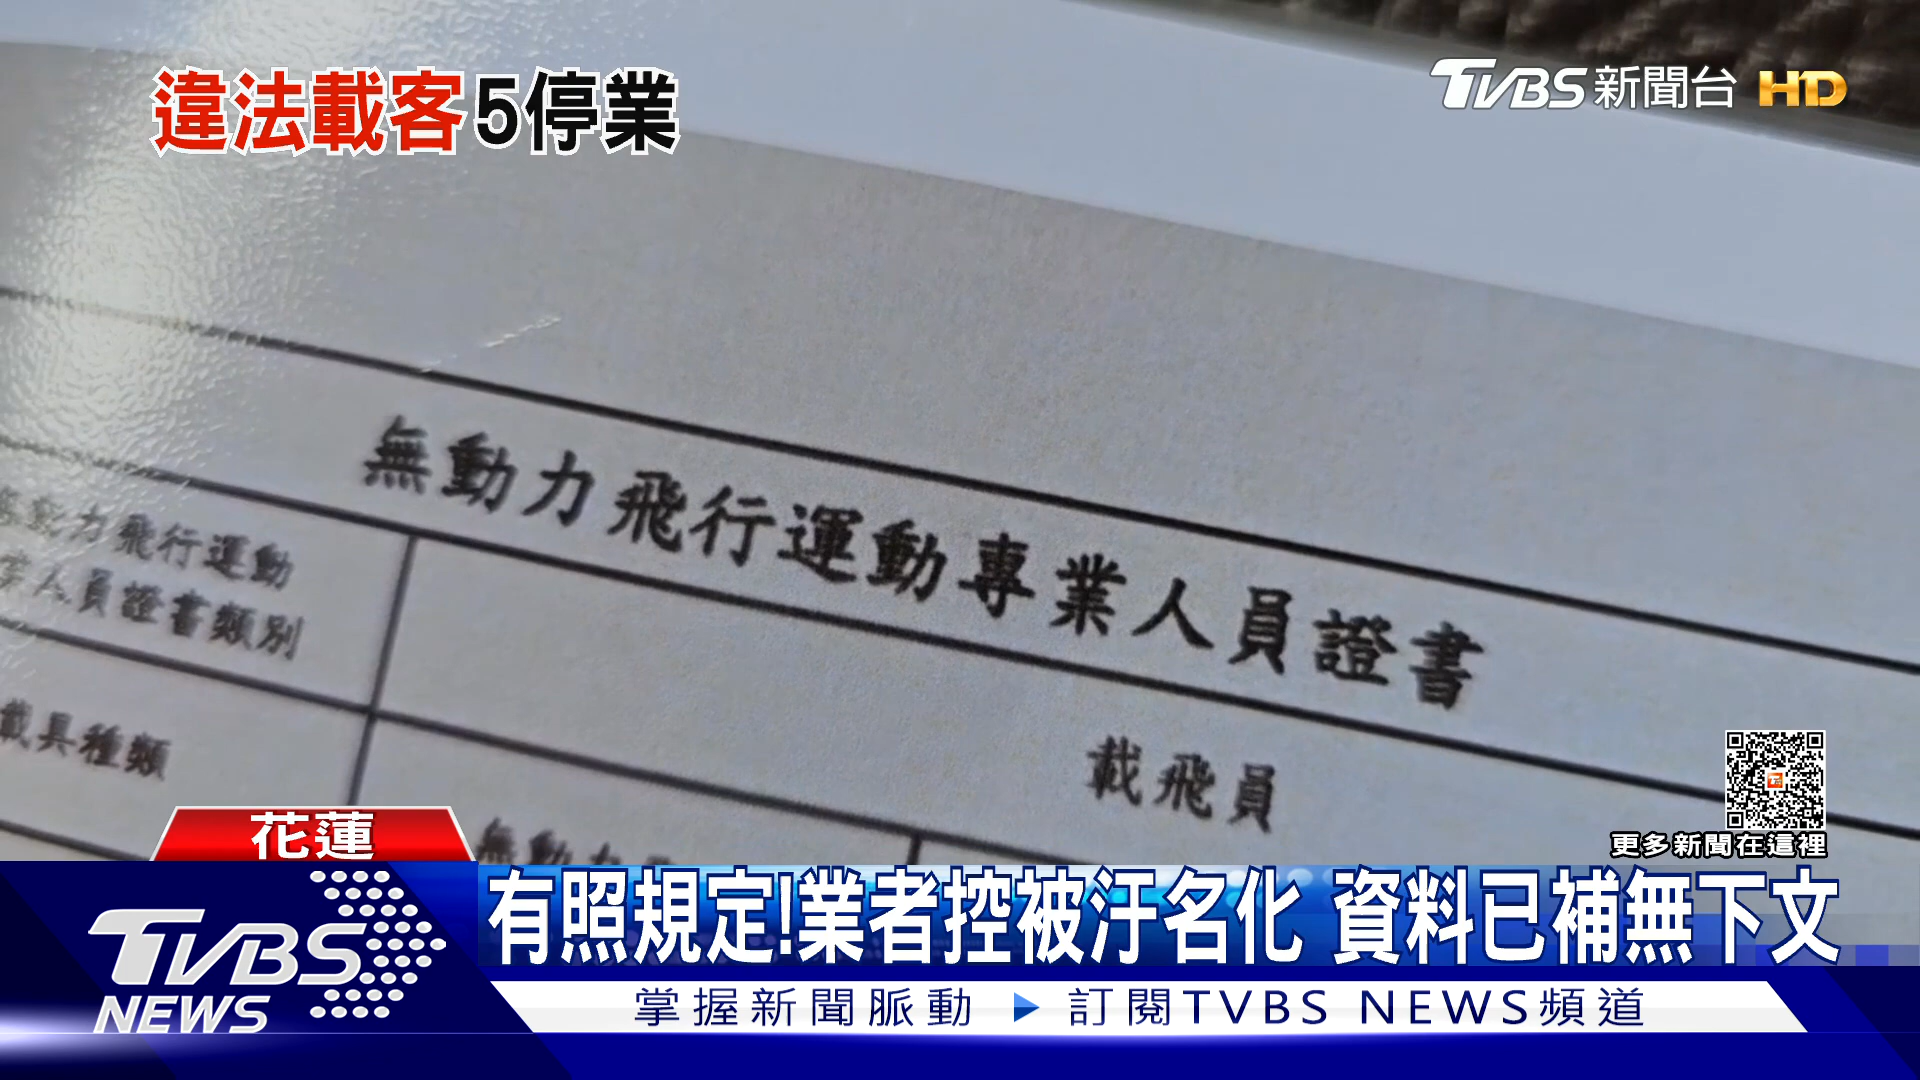 違法載客5停業
TVBS新聞台 HD
無動力飛行運動專業人員證書
動力飛行運動
人員證書類別
載飛員
載具種類
無動力
更多新聞在這裡
花蓮
有照規定!業者控被汙名化 資料已補無下文
TVBS NEWS
掌握新聞脈動 ▶ 訂閱TVBS NEWS頻道